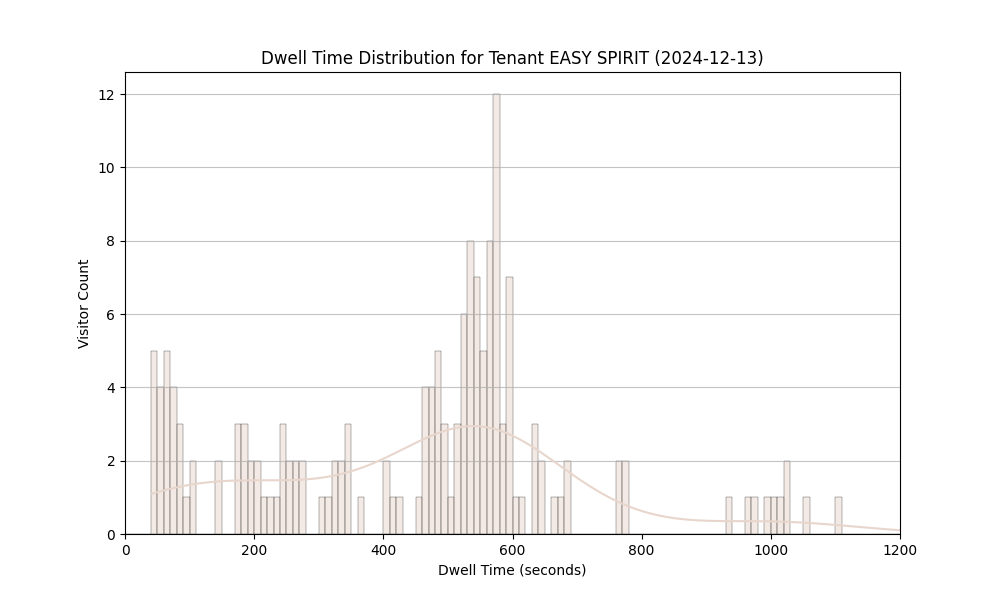 Dwell Time Distribution for Tenant EASY SPIRIT (2024-12-13)
12
10
8
6
4
2
0
Visitor Count
0 200 400 600 800 1000 1200
Dwell Time (seconds)